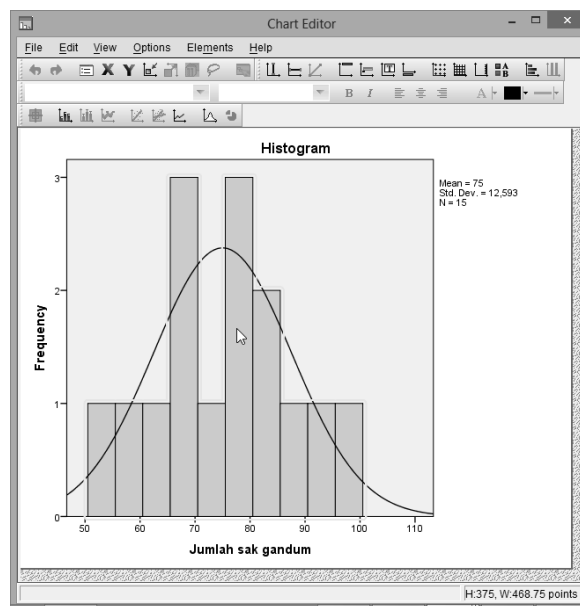 Chart Editor
File Edit View Options Elements Help
X Y
B I A
Histogram
Mean = 75
Std. Dev. = 12,593
N = 15
3
2
1
0
Frequency
50 60 70 80 90 100 110
Jumlah sak gandum
H:375, W:468.75 points